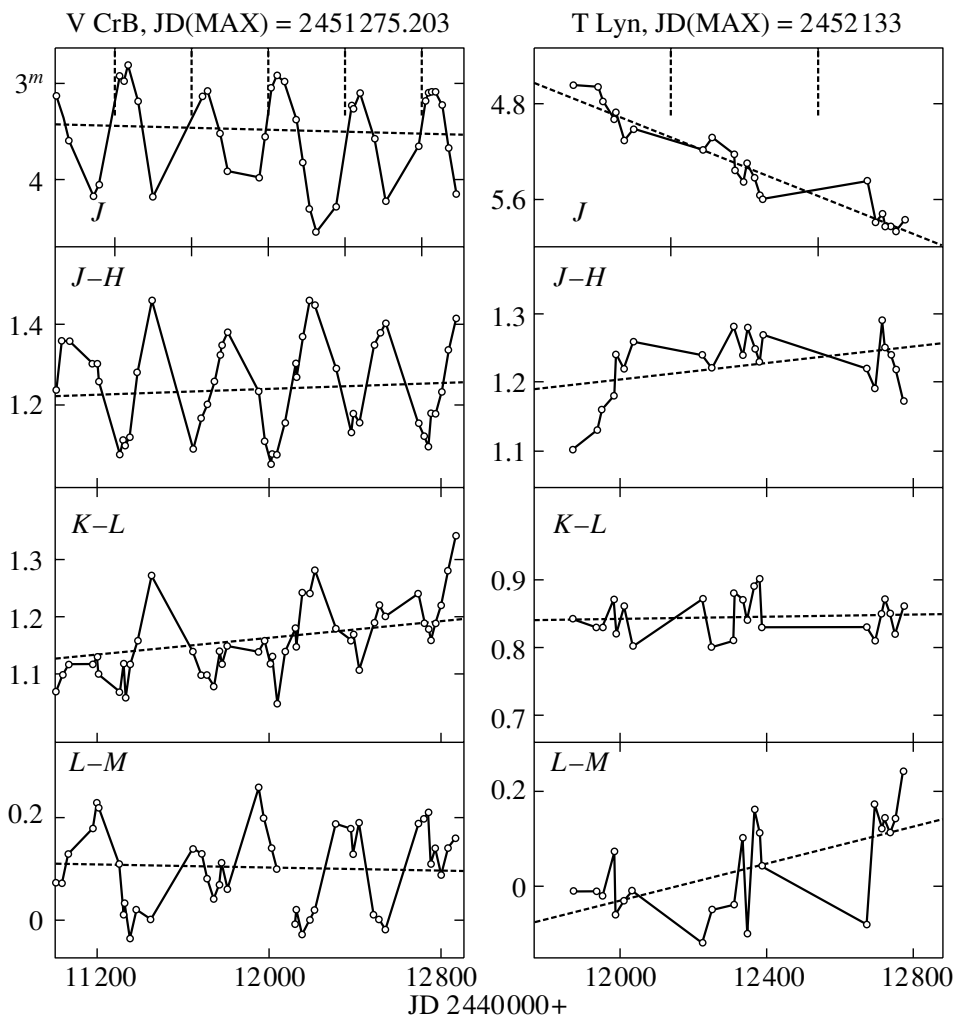 V CrB, JD(MAX) = 2451275.203
T Lyn, JD(MAX) = 2452133
3ᵐ
4
J
4.8
5.6
J
J–H
1.4
1.2
J–H
1.3
1.2
1.1
K–L
1.3
1.2
1.1
K–L
0.9
0.8
0.7
L–M
0.2
0
L–M
0.2
0
11200 12000 12800
12000 12400 12800
JD 2440000+